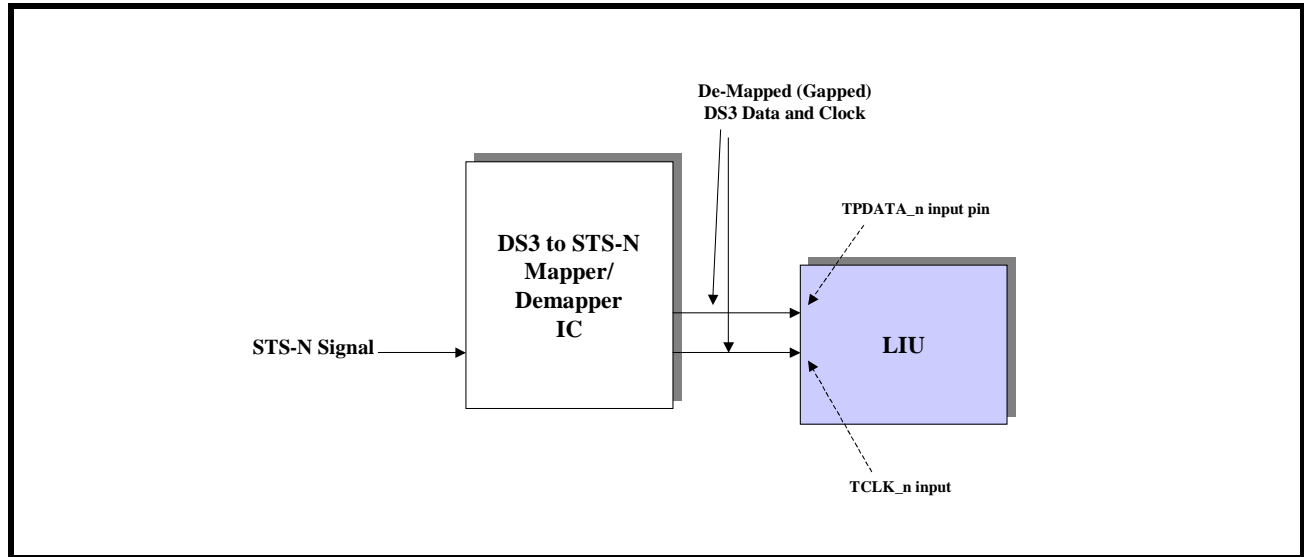 De-Mapped (Gapped)
DS3 Data and Clock
TPDATA_n input pin
DS3 to STS-N
Mapper/
Demapper
IC
STS-N Signal
LIU
TCLK_n input